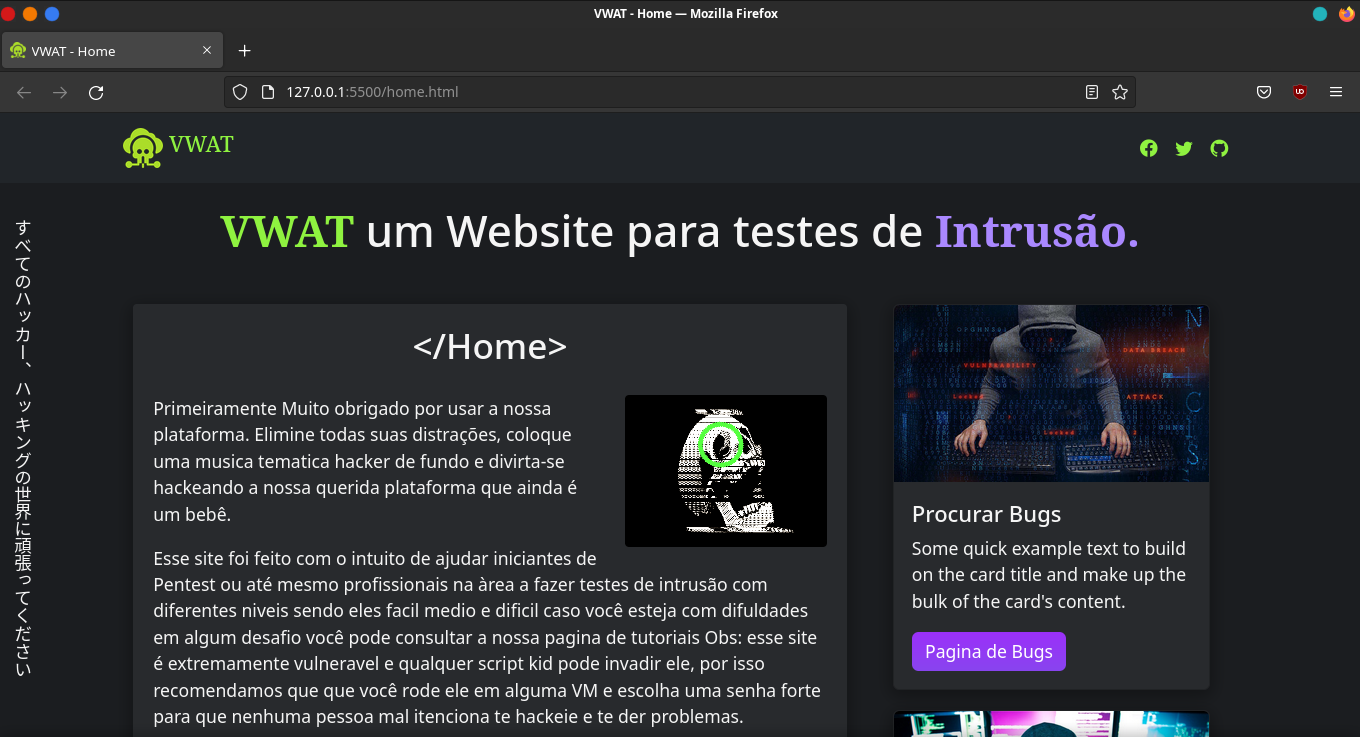 VWAT - Home — Mozilla Firefox
VWAT - Home
127.0.0.1:5500/home.html
VWAT
VWAT um Website para testes de Intrusão.
すべてのハッカー、ハッキングの世界に頑張ってください
</Home>
Primeiramente Muito obrigado por usar a nossa
plataforma. Elimine todas suas distrações, coloque
uma musica tematica hacker de fundo e divirta-se
hackeando a nossa querida plataforma que ainda é
um bebê.
Esse site foi feito com o intuito de ajudar iniciantes de
Pentest ou até mesmo profissionais na àrea a fazer testes de intrusão com
diferentes niveis sendo eles facil medio e dificil caso você esteja com difuldades
em algum desafio você pode consultar a nossa pagina de tutoriais Obs: esse site
é extremamente vulneravel e qualquer script kid pode invadir ele, por isso
recomendamos que que você rode ele em alguma VM e escolha uma senha forte
para que nenhuma pessoa mal itenciona te hackeie e te der problemas.
DATA BREACH
VULNERABILITY
ATTACK
Procurar Bugs
Some quick example text to build
on the card title and make up the
bulk of the card's content.
Pagina de Bugs